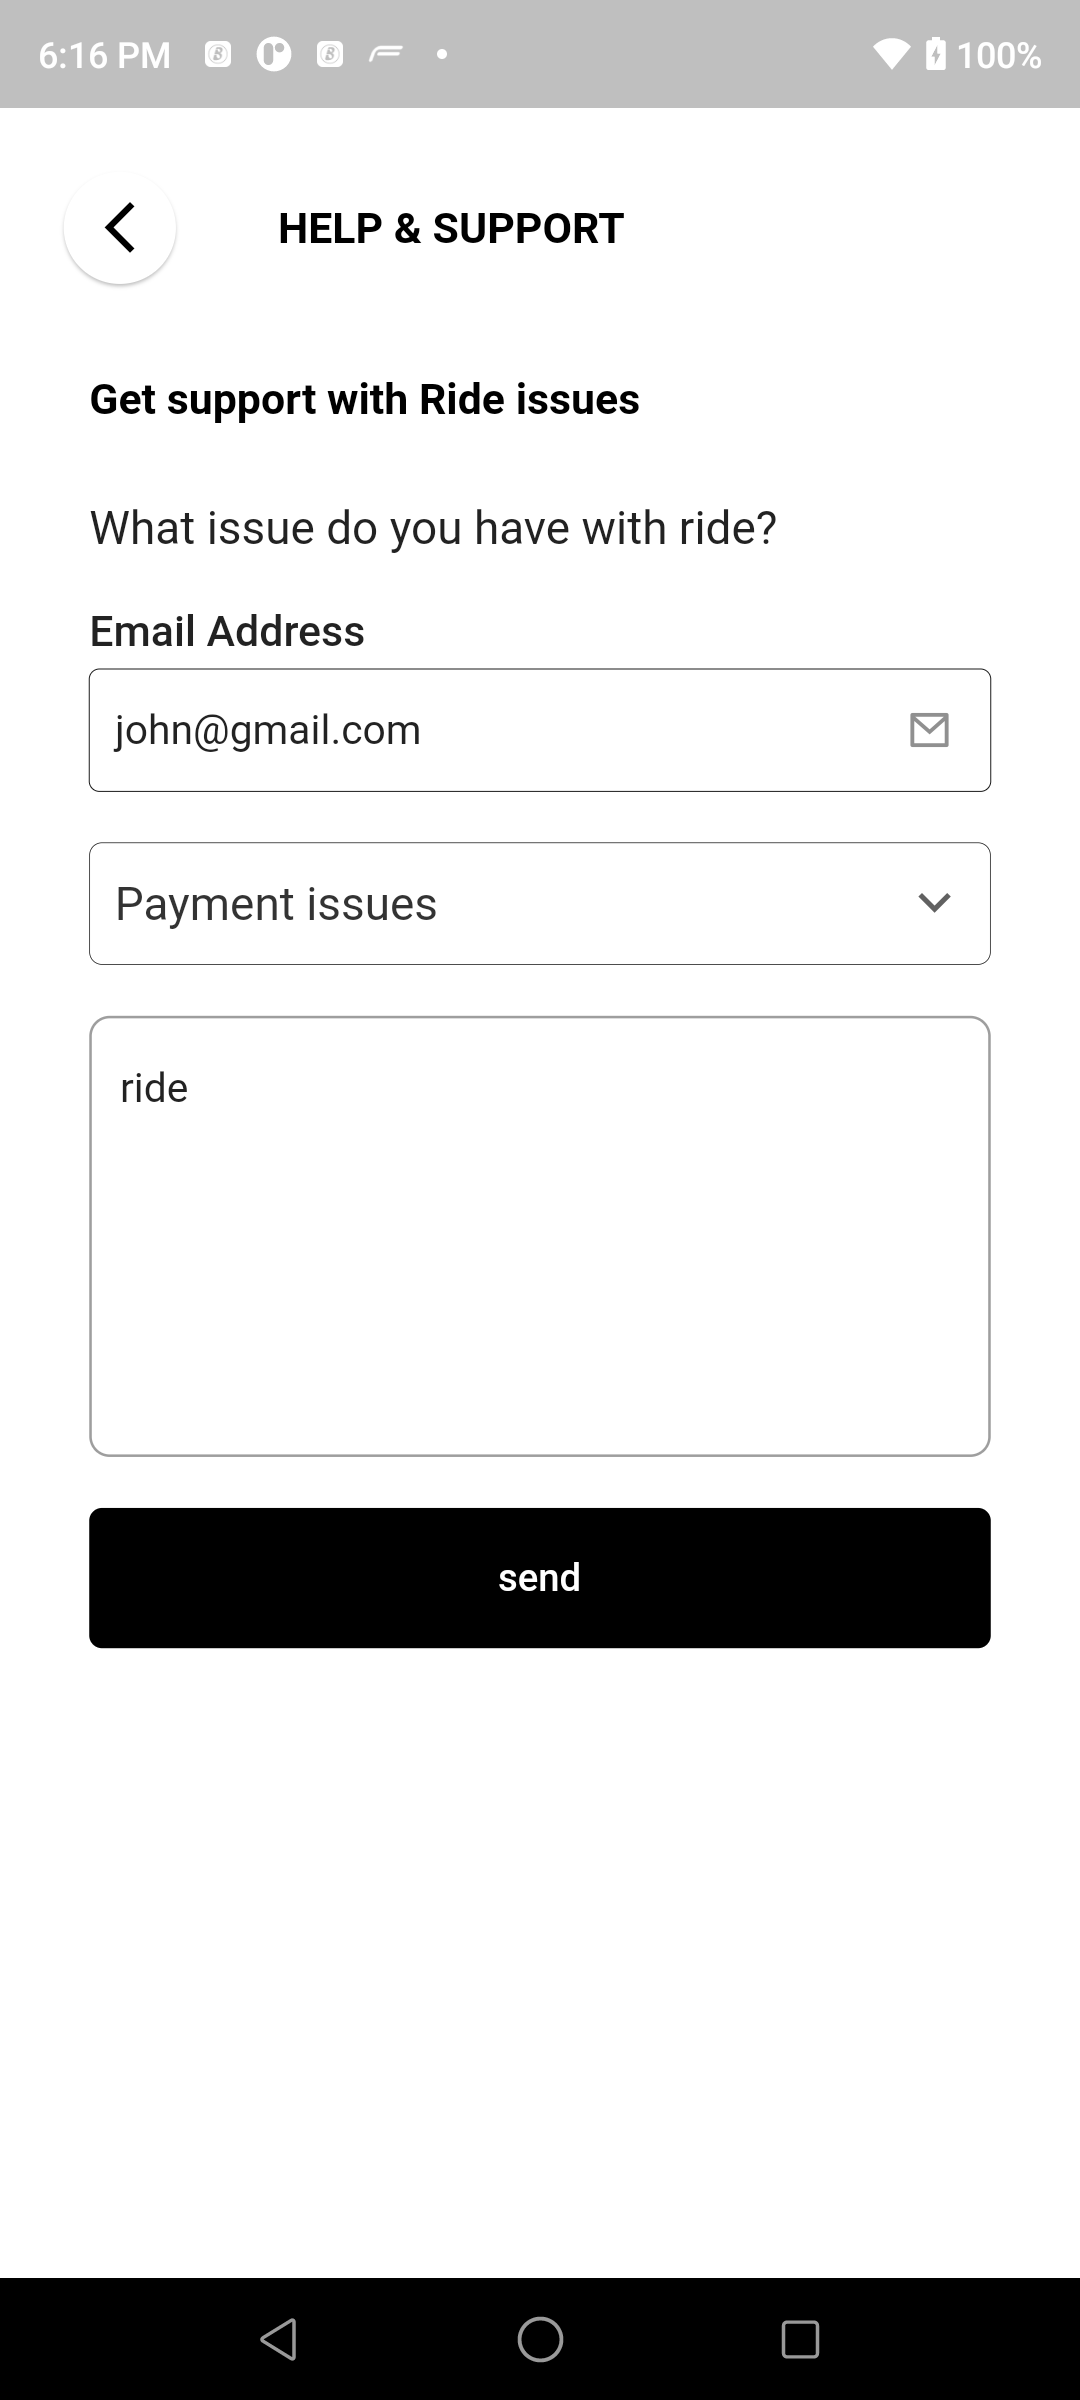 6:16 PM 100%
HELP & SUPPORT
Get support with Ride issues
What issue do you have with ride?
Email Address
john@gmail.com
Payment issues
ride
send